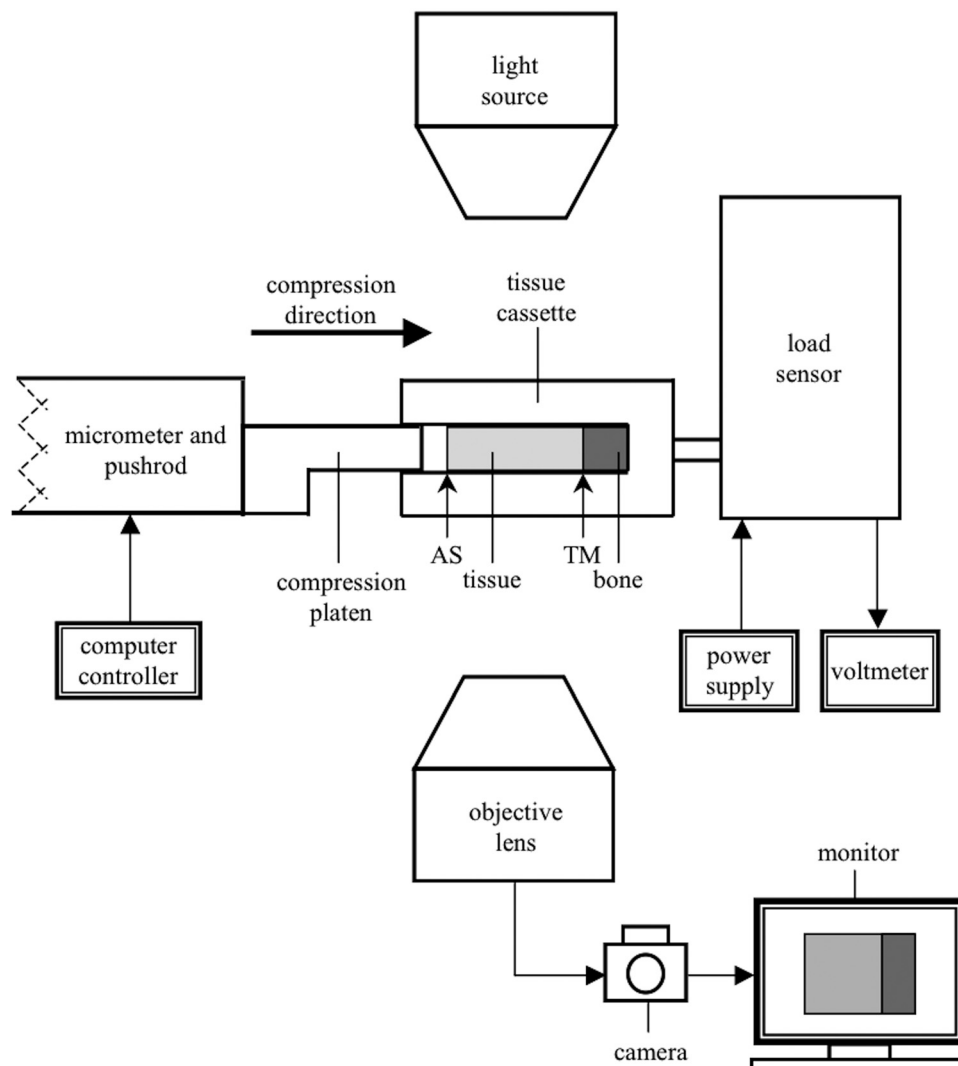 light
source
compression
direction
tissue
cassette
load
sensor
micrometer and
pushrod
AS
tissue
TM
bone
compression
platen
computer
controller
power
supply
voltmeter
objective
lens
monitor
camera